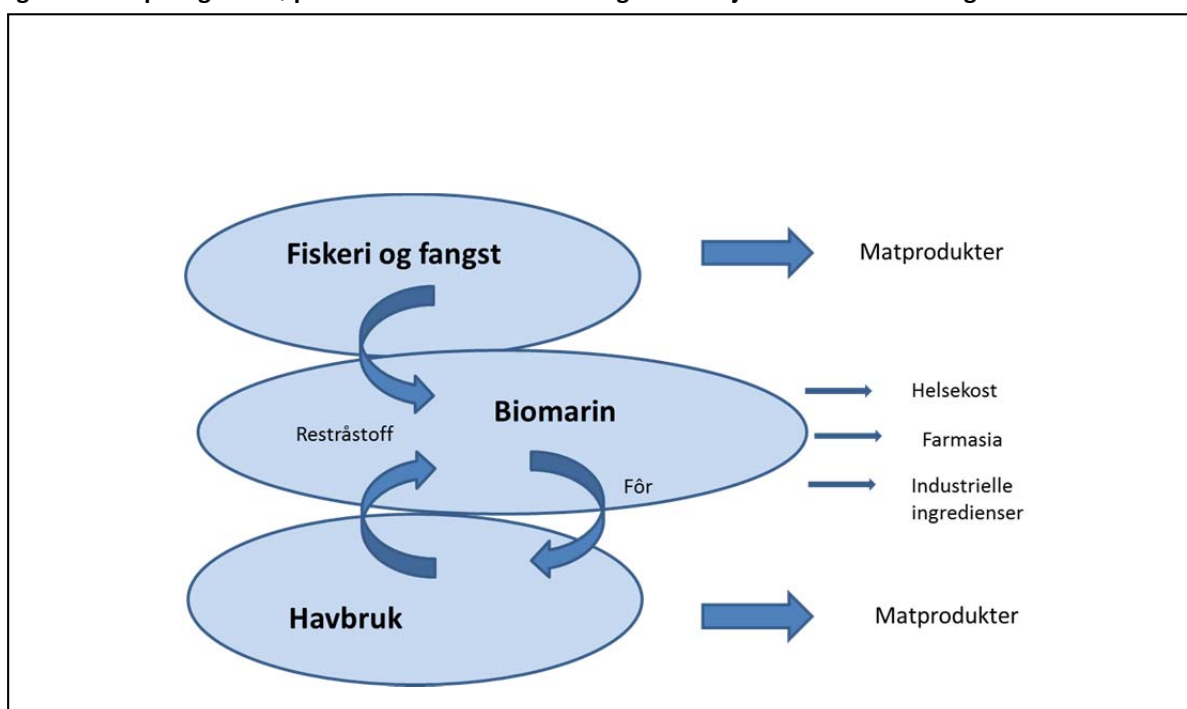 Fiskeri og fangst
Matprodukter
Biomarin
Restråstoff
Fôr
Helsekost
Farmasia
Industrielle
ingredienser
Havbruk
Matprodukter